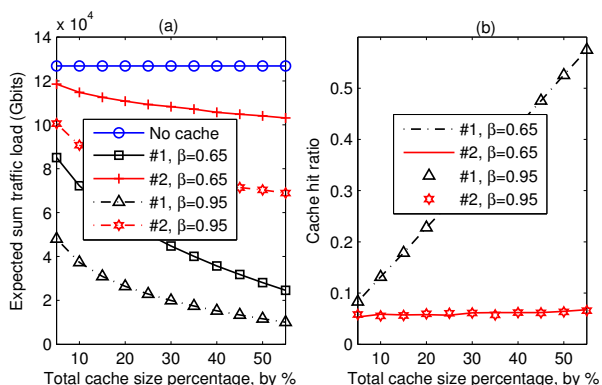 × 10⁴
(a)
14
12
10
8
6
4
2
0
10
20
30
40
50
Expected sum traffic load (Gbits)
Total cache size percentage, by %
No cache
#1, β=0.65
#2, β=0.65
#1, β=0.95
#2, β=0.95
(b)
0.5
0.4
0.3
0.2
0.1
0
10
20
30
40
50
Cache hit ratio
Total cache size percentage, by %
#1, β=0.65
#2, β=0.65
#1, β=0.95
#2, β=0.95